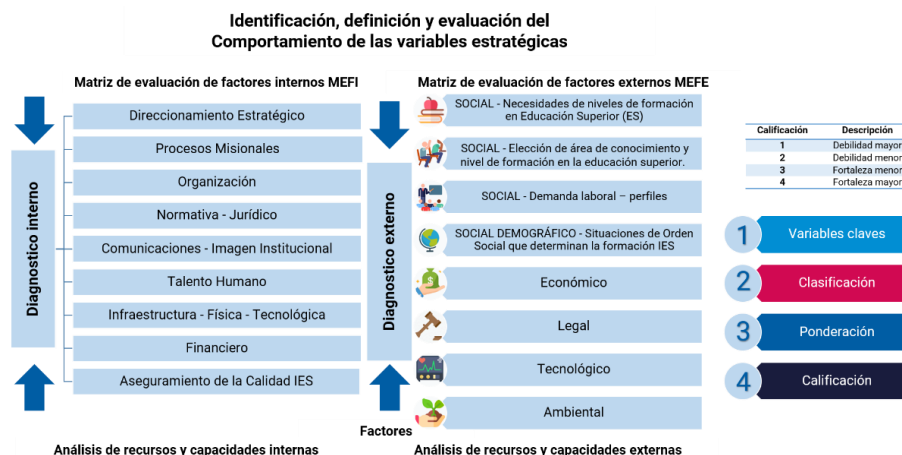 Identificación, definición y evaluación del
Comportamiento de las variables estratégicas
Matriz de evaluación de factores internos MEFI
Diagnostico interno
Direccionamiento Estratégico
Procesos Misionales
Organización
Normativa - Jurídico
Comunicaciones - Imagen Institucional
Talento Humano
Infraestructura - Física - Tecnológica
Financiero
Aseguramiento de la Calidad IES
Análisis de recursos y capacidades internas
Matriz de evaluación de factores externos MEFE
Diagnostico externo
SOCIAL - Necesidades de niveles de formación
en Educación Superior (ES)
SOCIAL - Elección de área de conocimiento y
nivel de formación en la educación superior.
SOCIAL - Demanda laboral – perfiles
SOCIAL DEMOGRÁFICO - Situaciones de Orden
Social que determinan la formación IES
Económico
Legal
Tecnológico
Ambiental
Factores
Análisis de recursos y capacidades externas
Calificación Descripción
1 Debilidad mayor
2 Debilidad menor
3 Fortaleza menor
4 Fortaleza mayor
1 Variables claves
2 Clasificación
3 Ponderación
4 Calificación